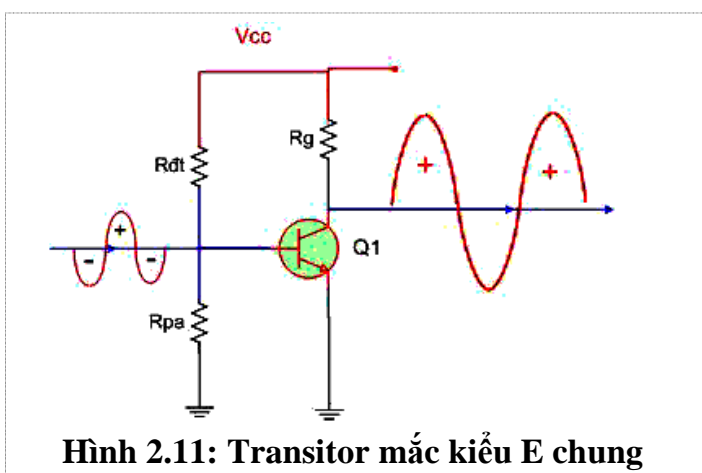 Vcc
Rg
Rđt
+ +
+
Q1
- -
Rpa
Hình 2.11: Transitor mắc kiểu E chung